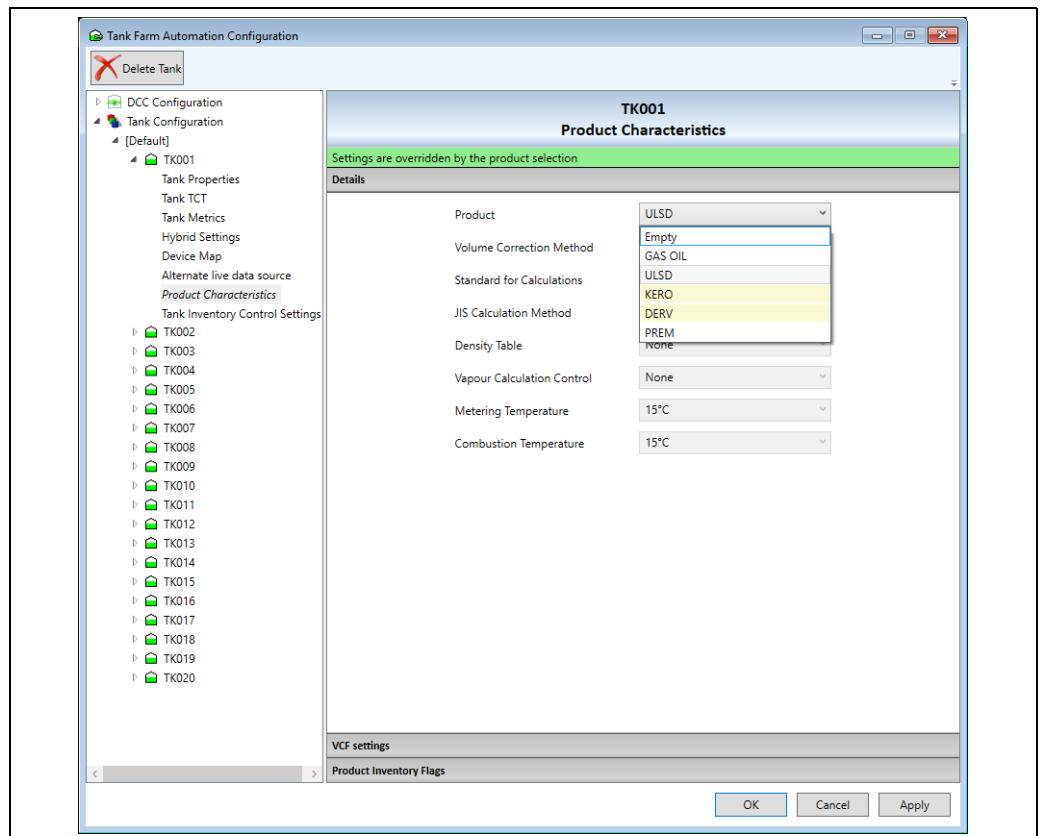 Tank Farm Automation Configuration
Delete Tank
DCC Configuration
Tank Configuration
[Default]
TK001
Tank Properties
Tank TCT
Tank Metrics
Hybrid Settings
Device Map
Alternate live data source
Product Characteristics
Tank Inventory Control Settings
TK002
TK003
TK004
TK005
TK006
TK007
TK008
TK009
TK010
TK011
TK012
TK013
TK014
TK015
TK016
TK017
TK018
TK019
TK020
TK001
Product Characteristics
Settings are overridden by the product selection
Details
Product ULSD
Empty
Volume Correction Method
GAS OIL
Standard for Calculations ULSD
KERO
JIS Calculation Method DERV
PREM
Density Table None
Vapour Calculation Control None
Metering Temperature 15°C
Combustion Temperature 15°C
VCF settings
Product Inventory Flags
OK Cancel Apply